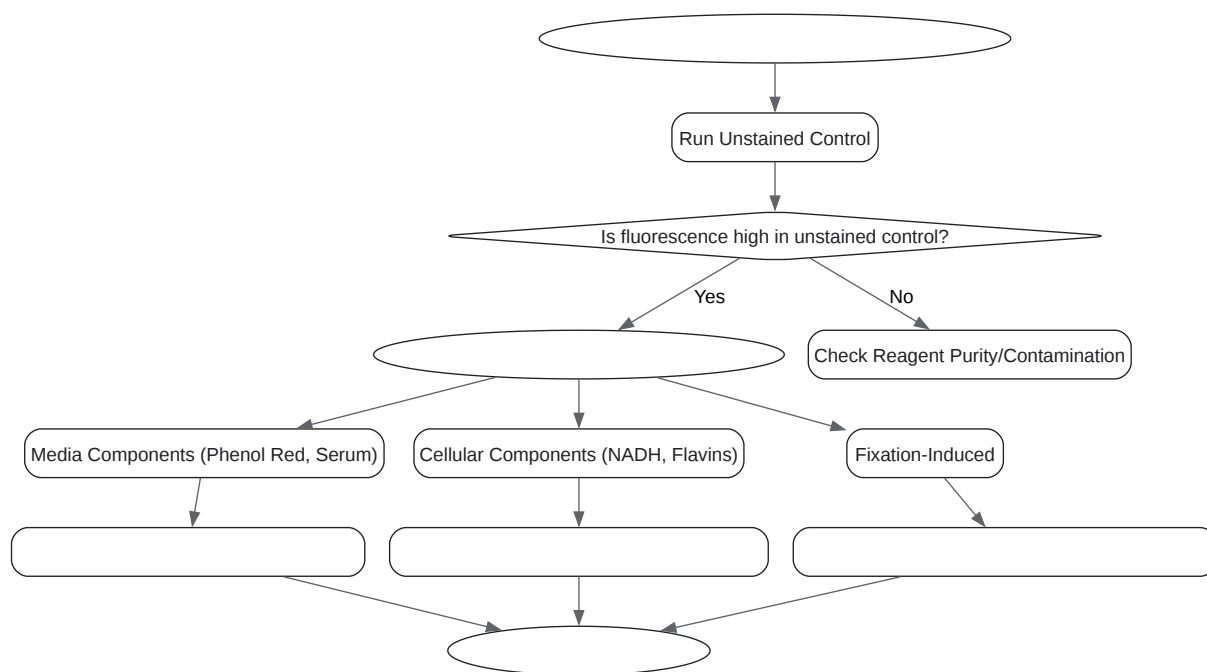 Run Unstained Control
Is fluorescence high in unstained control?
Yes
No
Check Reagent Purity/Contamination
Media Components (Phenol Red, Serum)
Cellular Components (NADH, Flavins)
Fixation-Induced